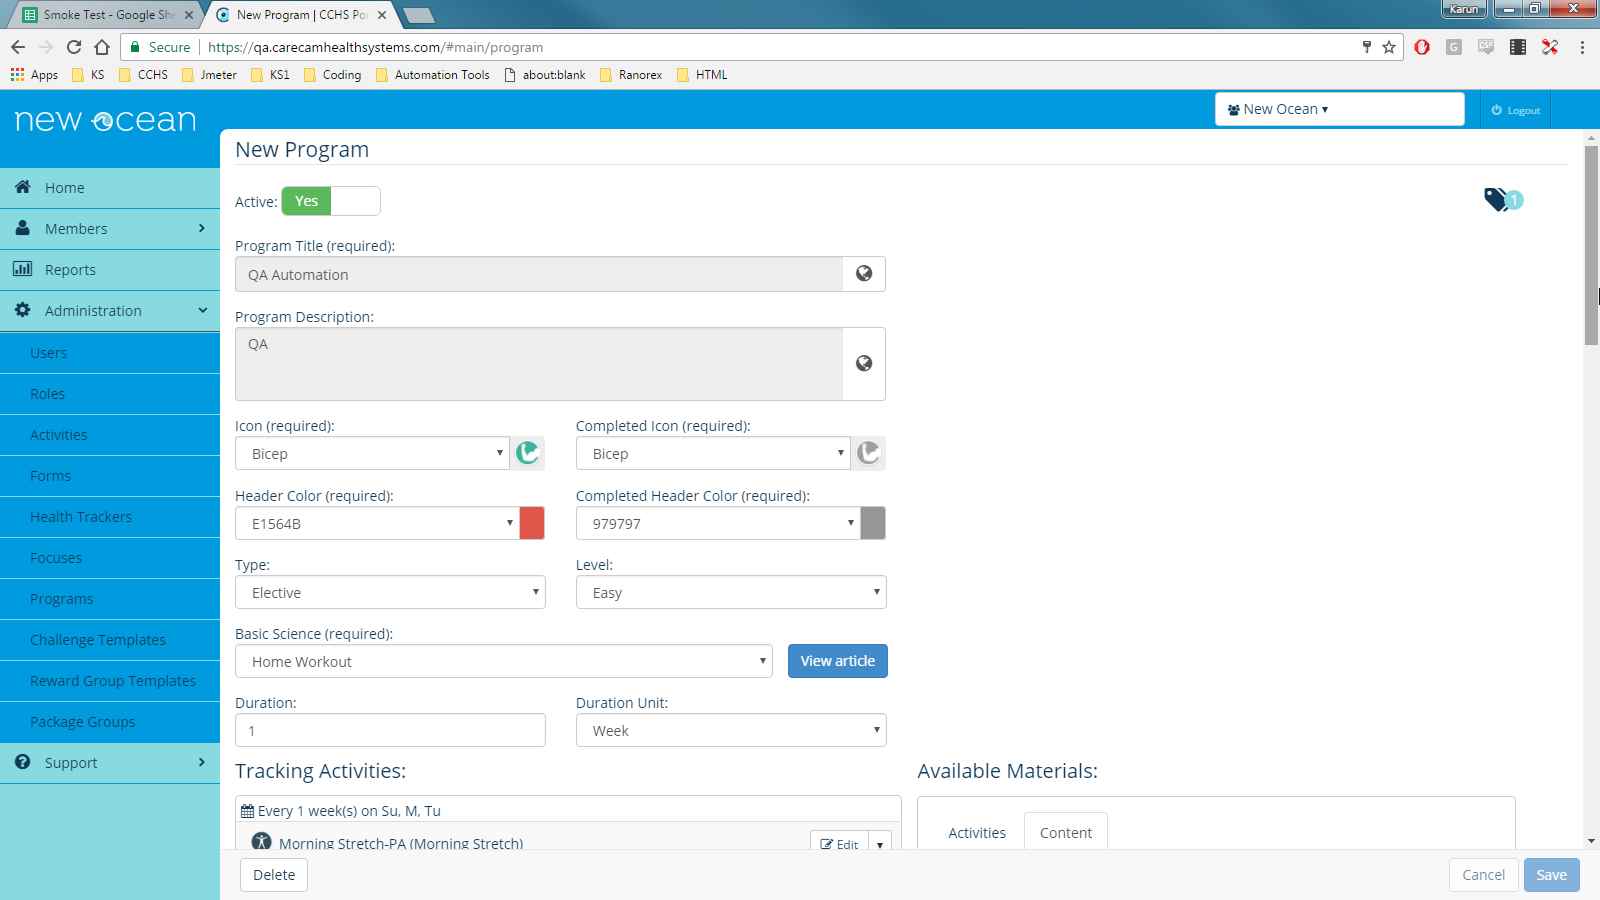 Smoke Test - Google She
New Program | CCHS Po
Karun
Secure
https://qa.carecamhealthsystems.com/#main/program
Apps
KS
CCHS
Jmeter
KS1
Coding
Automation Tools
about:blank
Ranorex
HTML
new ocean
New Ocean
Logout
Home
Members
Reports
Administration
Users
Roles
Activities
Forms
Health Trackers
Focuses
Programs
Challenge Templates
Reward Group Templates
Package Groups
Support
New Program
Active: Yes
1
Program Title (required):
QA Automation
Program Description:
QA
Icon (required):
Completed Icon (required):
Bicep
Bicep
Header Color (required):
Completed Header Color (required):
E1564B
979797
Type:
Level:
Elective
Easy
Basic Science (required):
Home Workout
View article
Duration:
Duration Unit:
1
Week
Tracking Activities:
Available Materials:
Every 1 week(s) on Su, M, Tu
Morning Stretch-PA (Morning Stretch)
Edit
Activities
Content
Delete
Cancel
Save